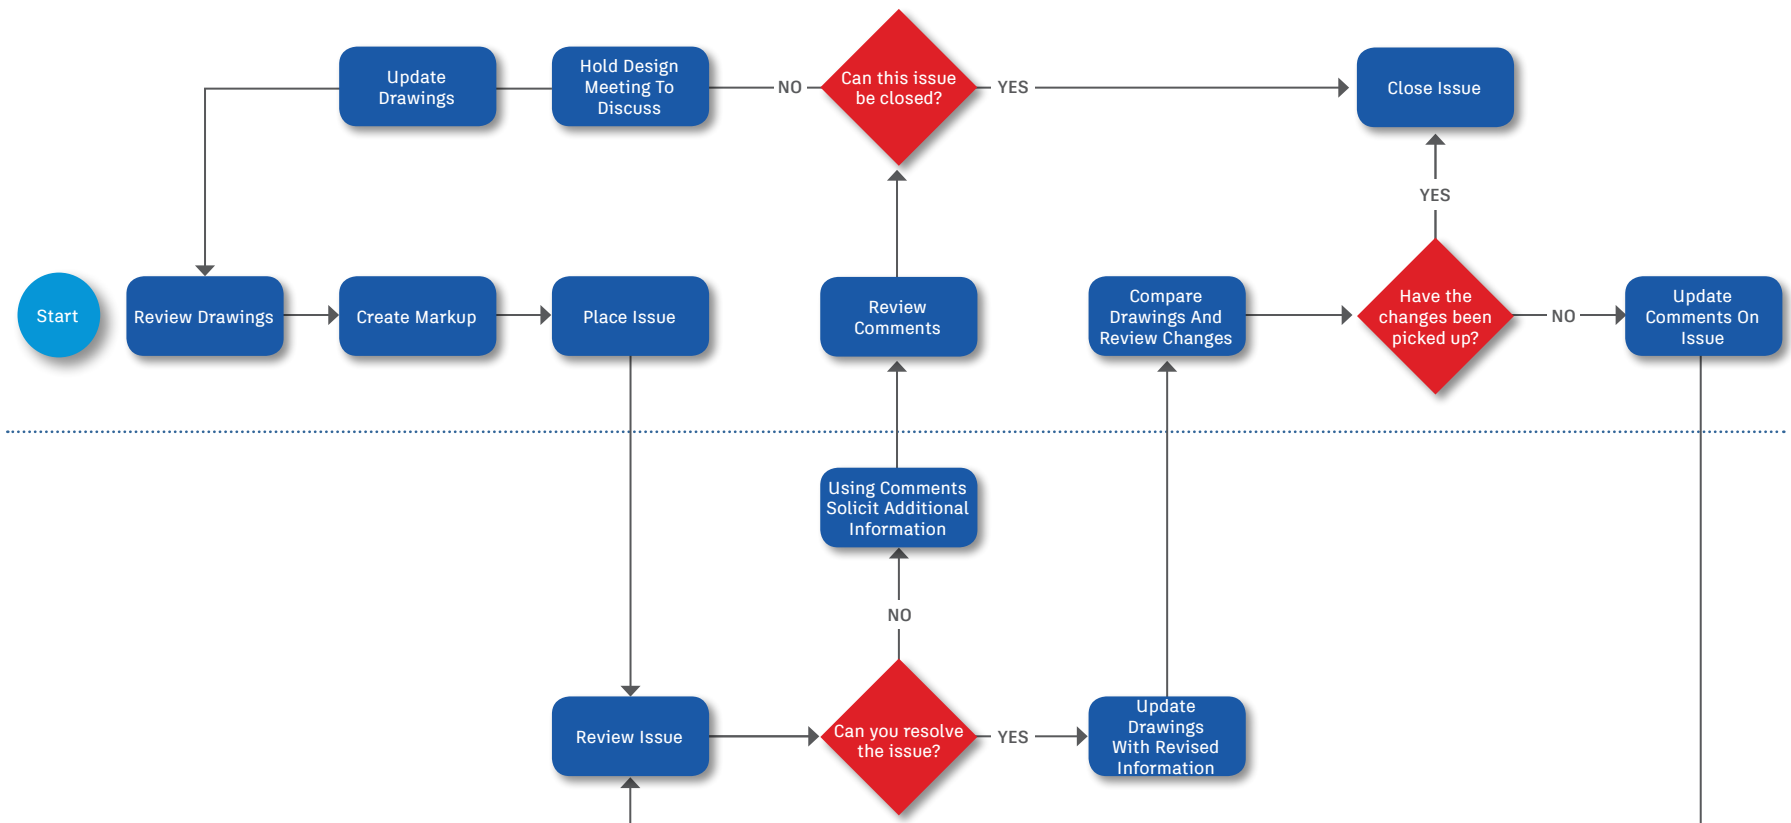 Update
Drawings
Hold Design
Meeting To
Discuss
NO
Can this issue
be closed?
YES
Close Issue
YES
Start
Review Drawings
Create Markup
Place Issue
Review
Comments
Compare
Drawings And
Review Changes
Have the
changes been
picked up?
NO
Update
Comments On
Issue
Using Comments
Solicit Additional
Information
NO
Review Issue
Can you resolve
the issue?
YES
Update
Drawings
With Revised
Information